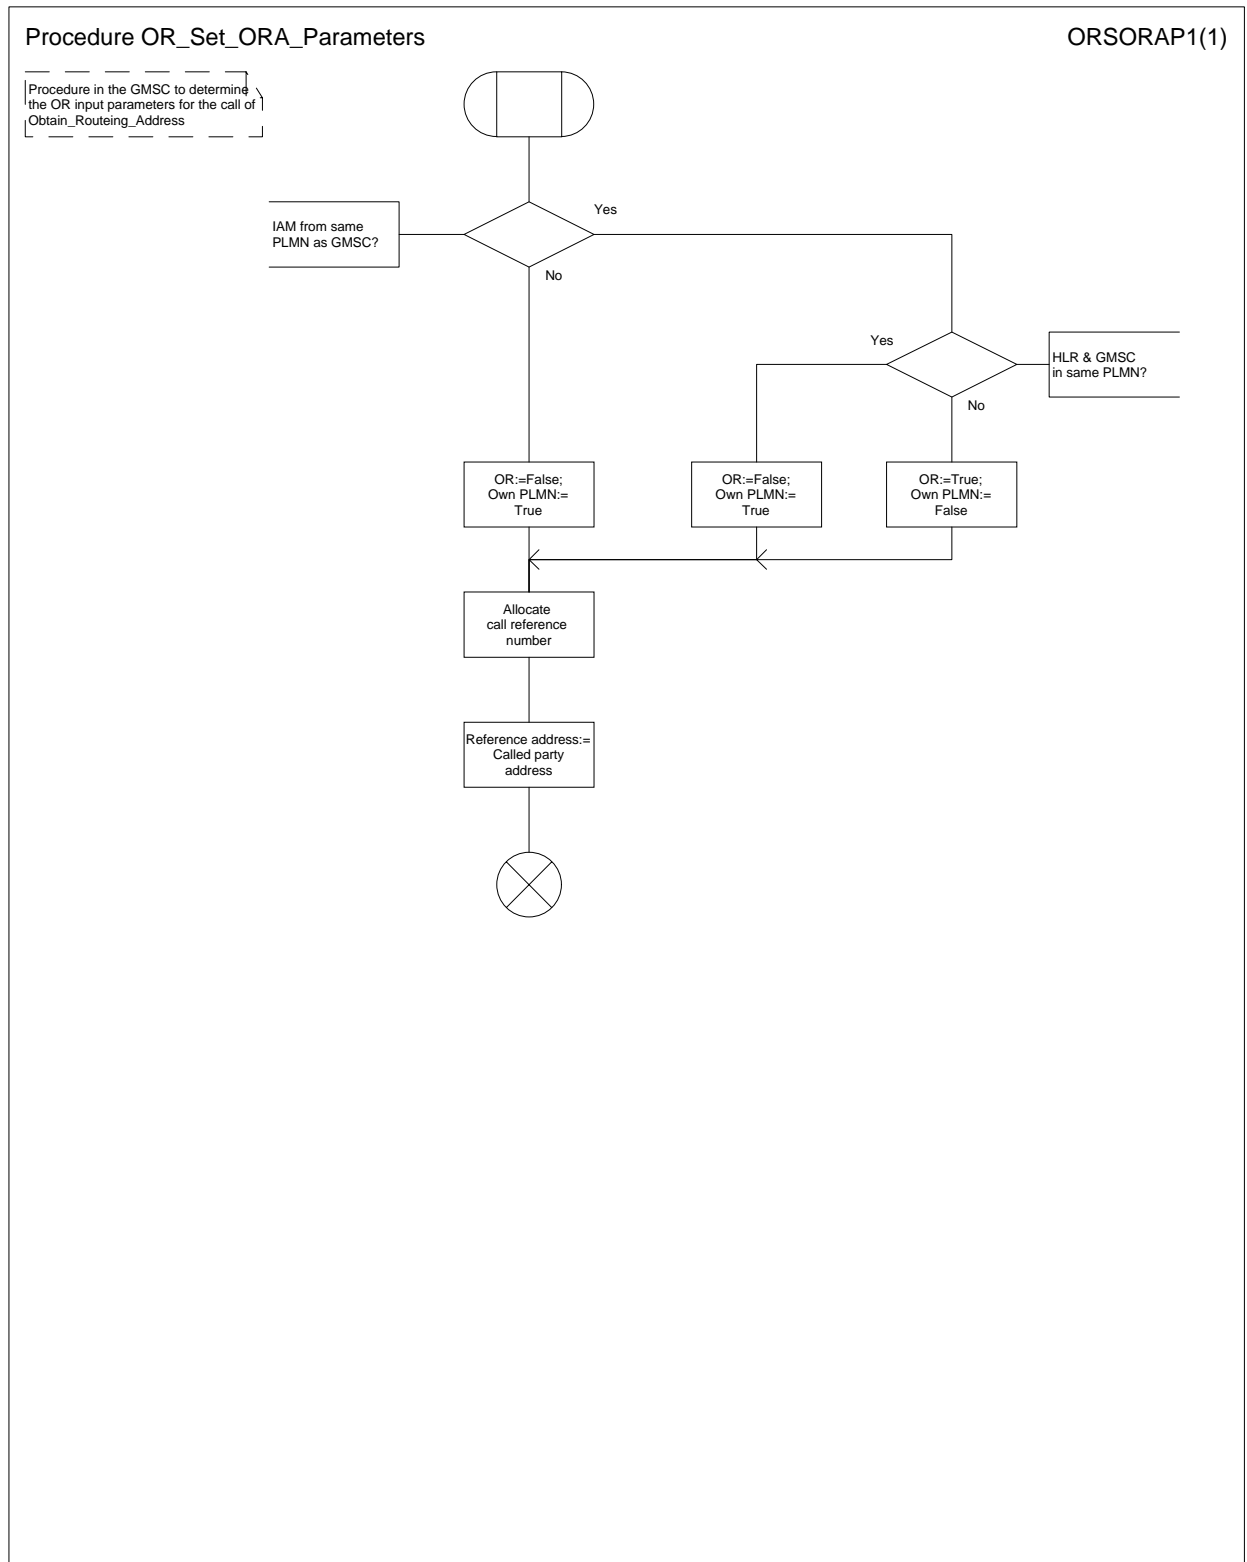 Procedure OR_Set_ORA_Parameters
ORSORAP1(1)
Procedure in the GMSC to determine
the OR input parameters for the call of
Obtain_Routeing_Address
IAM from same
PLMN as GMSC?
Yes
No
Yes
HLR & GMSC
in same PLMN?
No
OR:=False;
Own PLMN:=
True
OR:=False;
Own PLMN:=
True
OR:=True;
Own PLMN:=
False
Allocate
call reference
number
Reference address:=
Called party
address